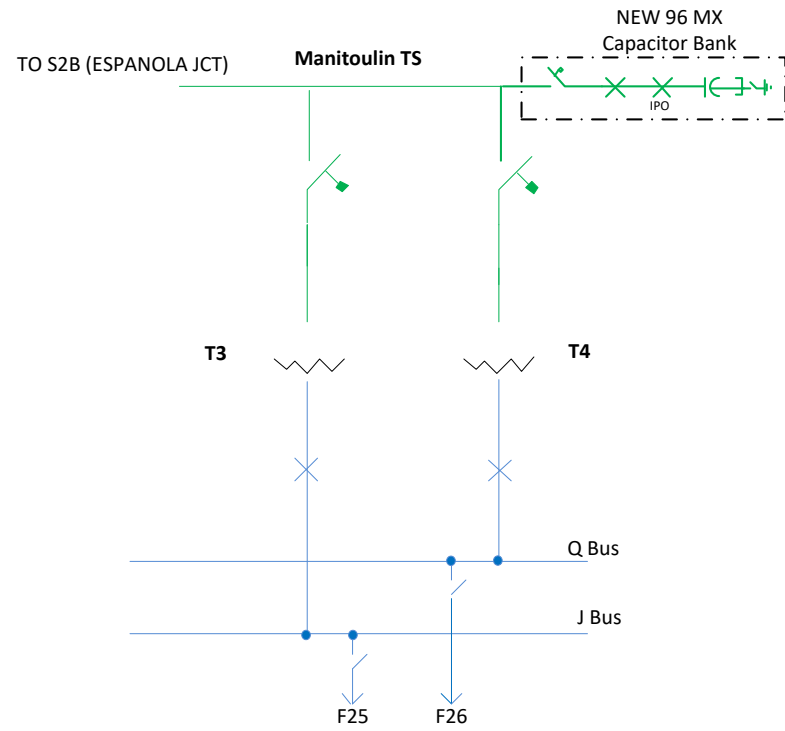 NEW 96 MX
Capacitor Bank
TO S2B (ESPANOLA JCT)
Manitoulin TS
IPO
T3
T4
Q Bus
J Bus
F25
F26